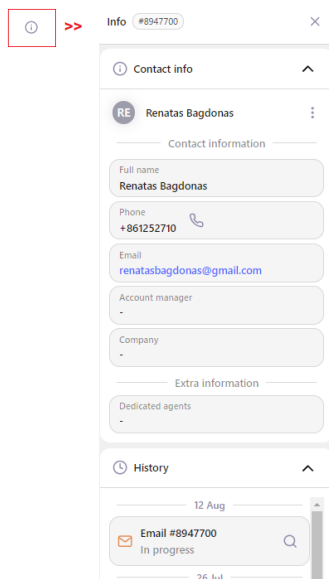 >>
Info #8947700
Contact info
RE Renatas Bagdonas
Contact information
Full name
Renatas Bagdonas
Phone
+861252710
Email
renatasbagdonas@gmail.com
Account manager
-
Company
-
Extra information
Dedicated agents
-
History
12 Aug
Email #8947700
In progress
26 Jul